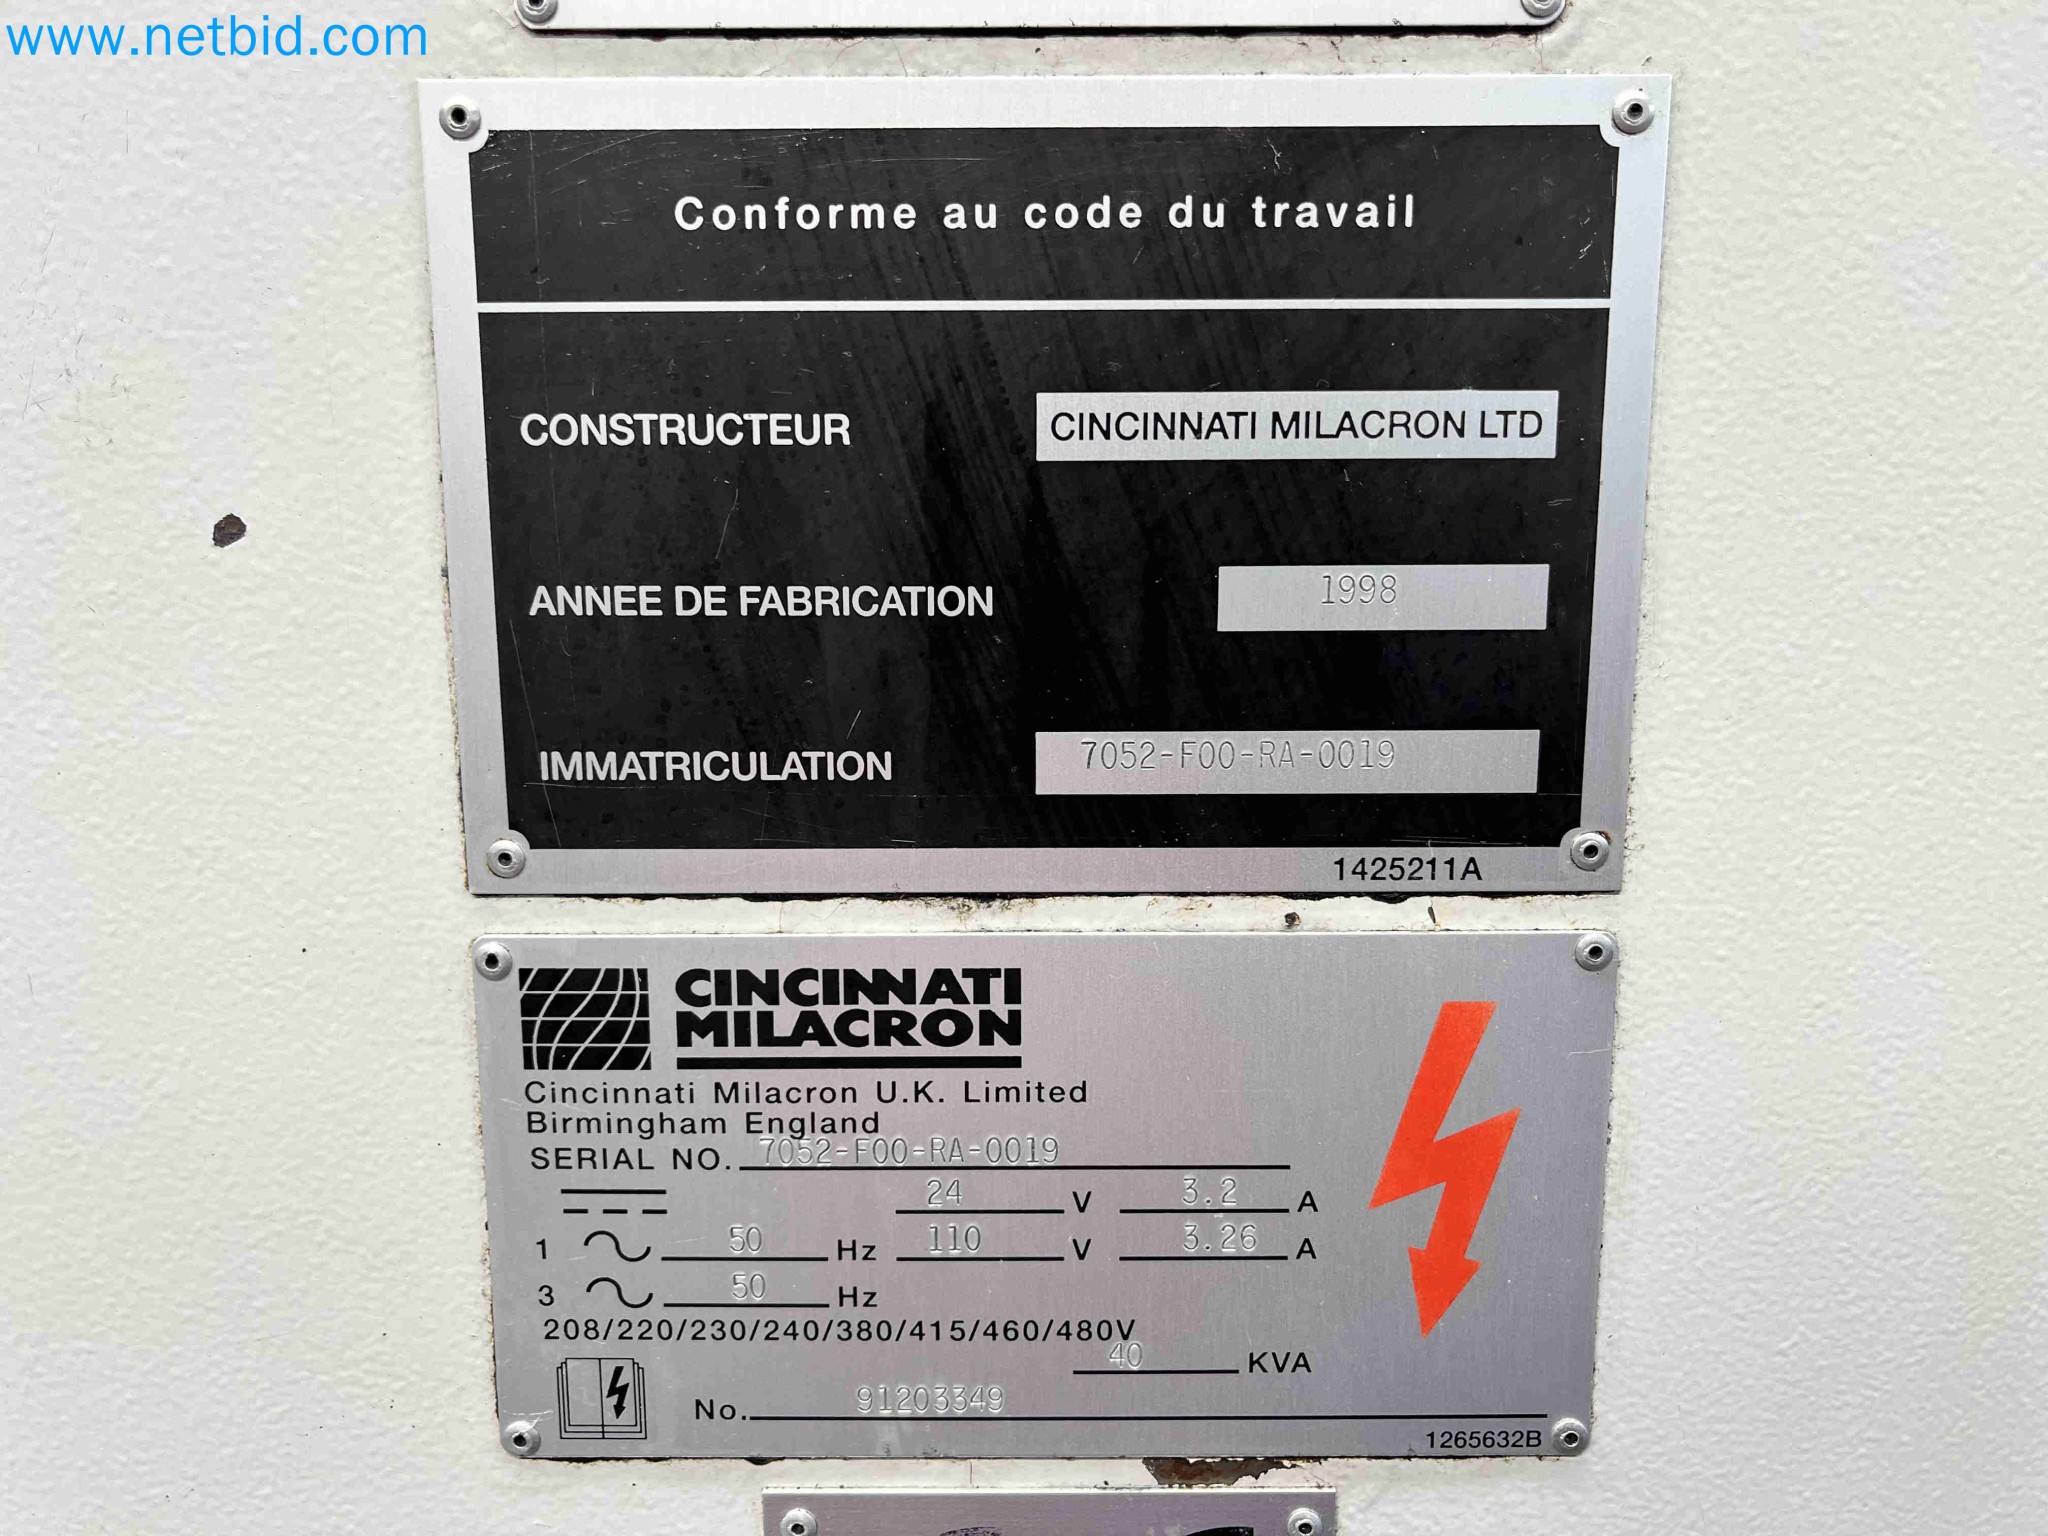 www.netbid.com
Conforme au code du travail
CONSTRUCTEUR CINCINNATI MILACRON LTD
ANNEE DE FABRICATION 1998
IMMATRICULATION 7052-F00-RA-0019
1425211A
CINCINNATI
MILACRON
Cincinnati Milacron U.K. Limited
Birmingham England
SERIAL NO. 7052-F00-RA-0019
24 V 3.2 A
1 50 Hz 110 V 3.26 A
3 50 Hz
208/220/230/240/380/415/460/480V
40 KVA
No. 91203349
1265632B